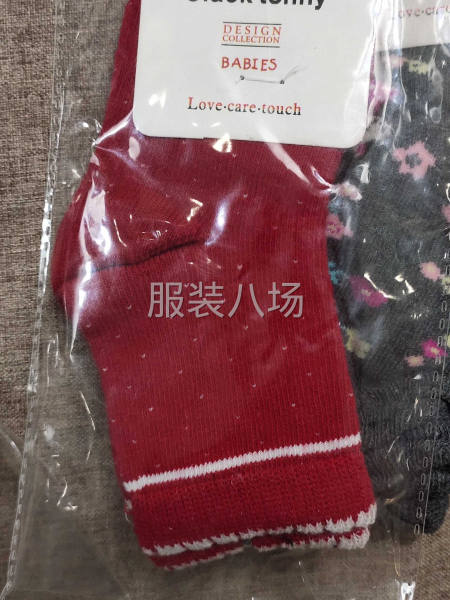 DESIGN
COLLECTION
BABIES
Love·care·touch
服装八场